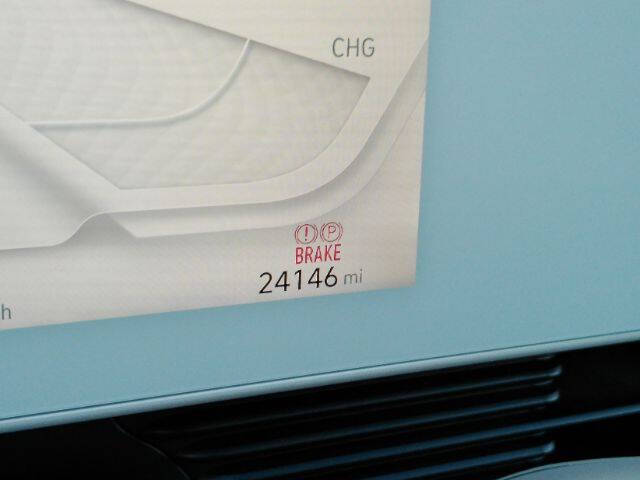 CHG
(!) (P)
BRAKE
24146 mi
h